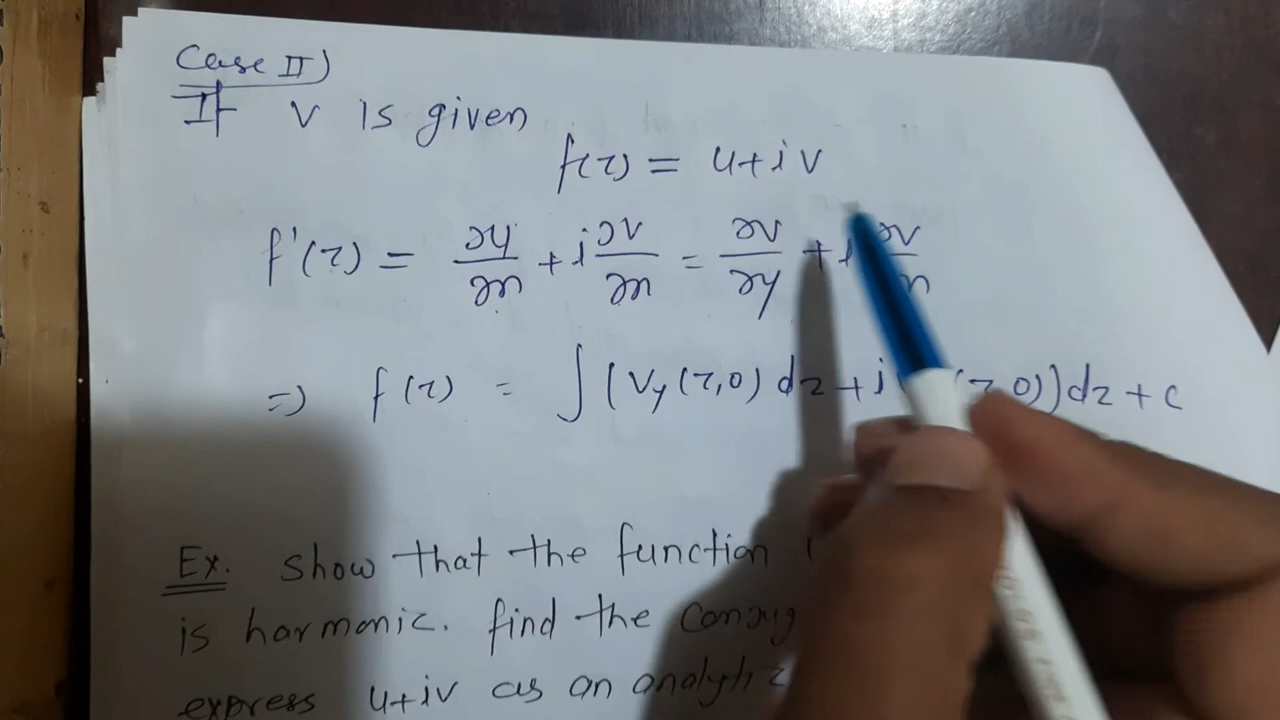 Case II)
If v is given
f(z) = u+iv
f'(z) = ∂u/∂x + i ∂v/∂x = ∂v/∂y + i ∂v/∂x
=> f(z) = ∫(Vy(z,0) dz + i (z,0))dz + c
Ex. show that the function
is harmonic. find the
express u+iv as an